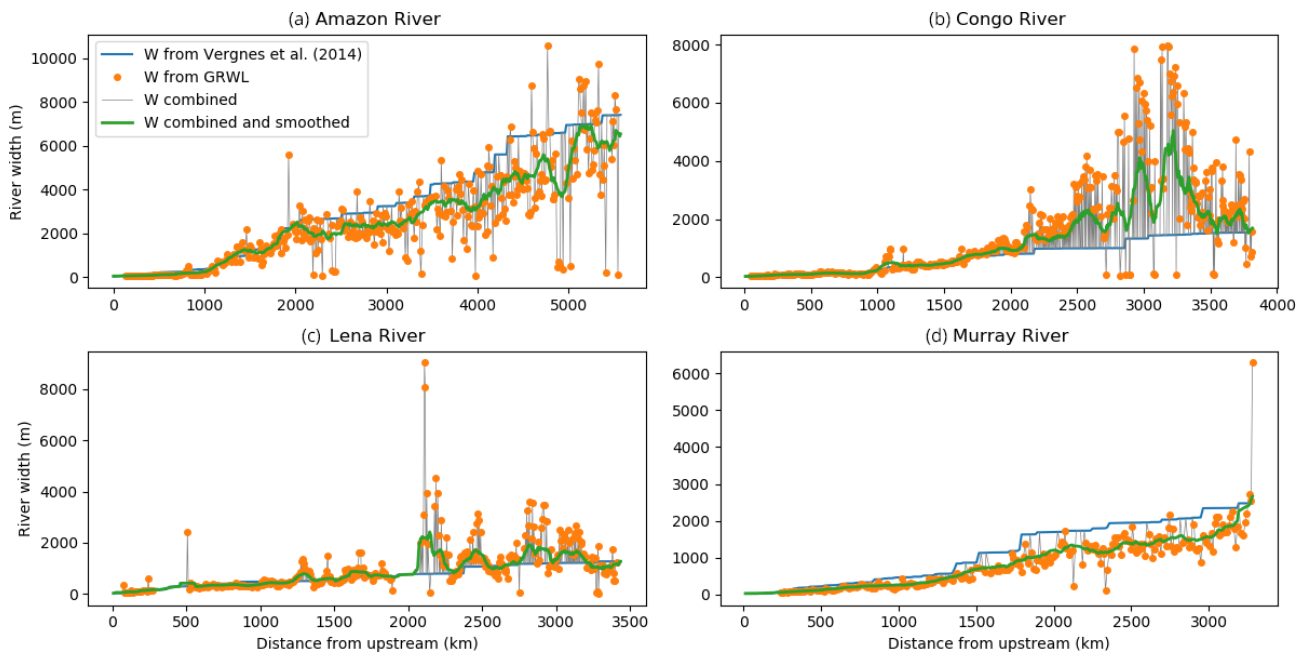 (a) Amazon River
(b) Congo River
W from Vergnes et al. (2014)
W from GRWL
W combined
W combined and smoothed
River width (m)
10000
8000
6000
4000
2000
0
0 1000 2000 3000 4000 5000
8000
6000
4000
2000
0
0 500 1000 1500 2000 2500 3000 3500 4000
(c) Lena River
(d) Murray River
River width (m)
8000
6000
4000
2000
0
0 500 1000 1500 2000 2500 3000 3500
Distance from upstream (km)
6000
5000
4000
3000
2000
1000
0
0 500 1000 1500 2000 2500 3000
Distance from upstream (km)